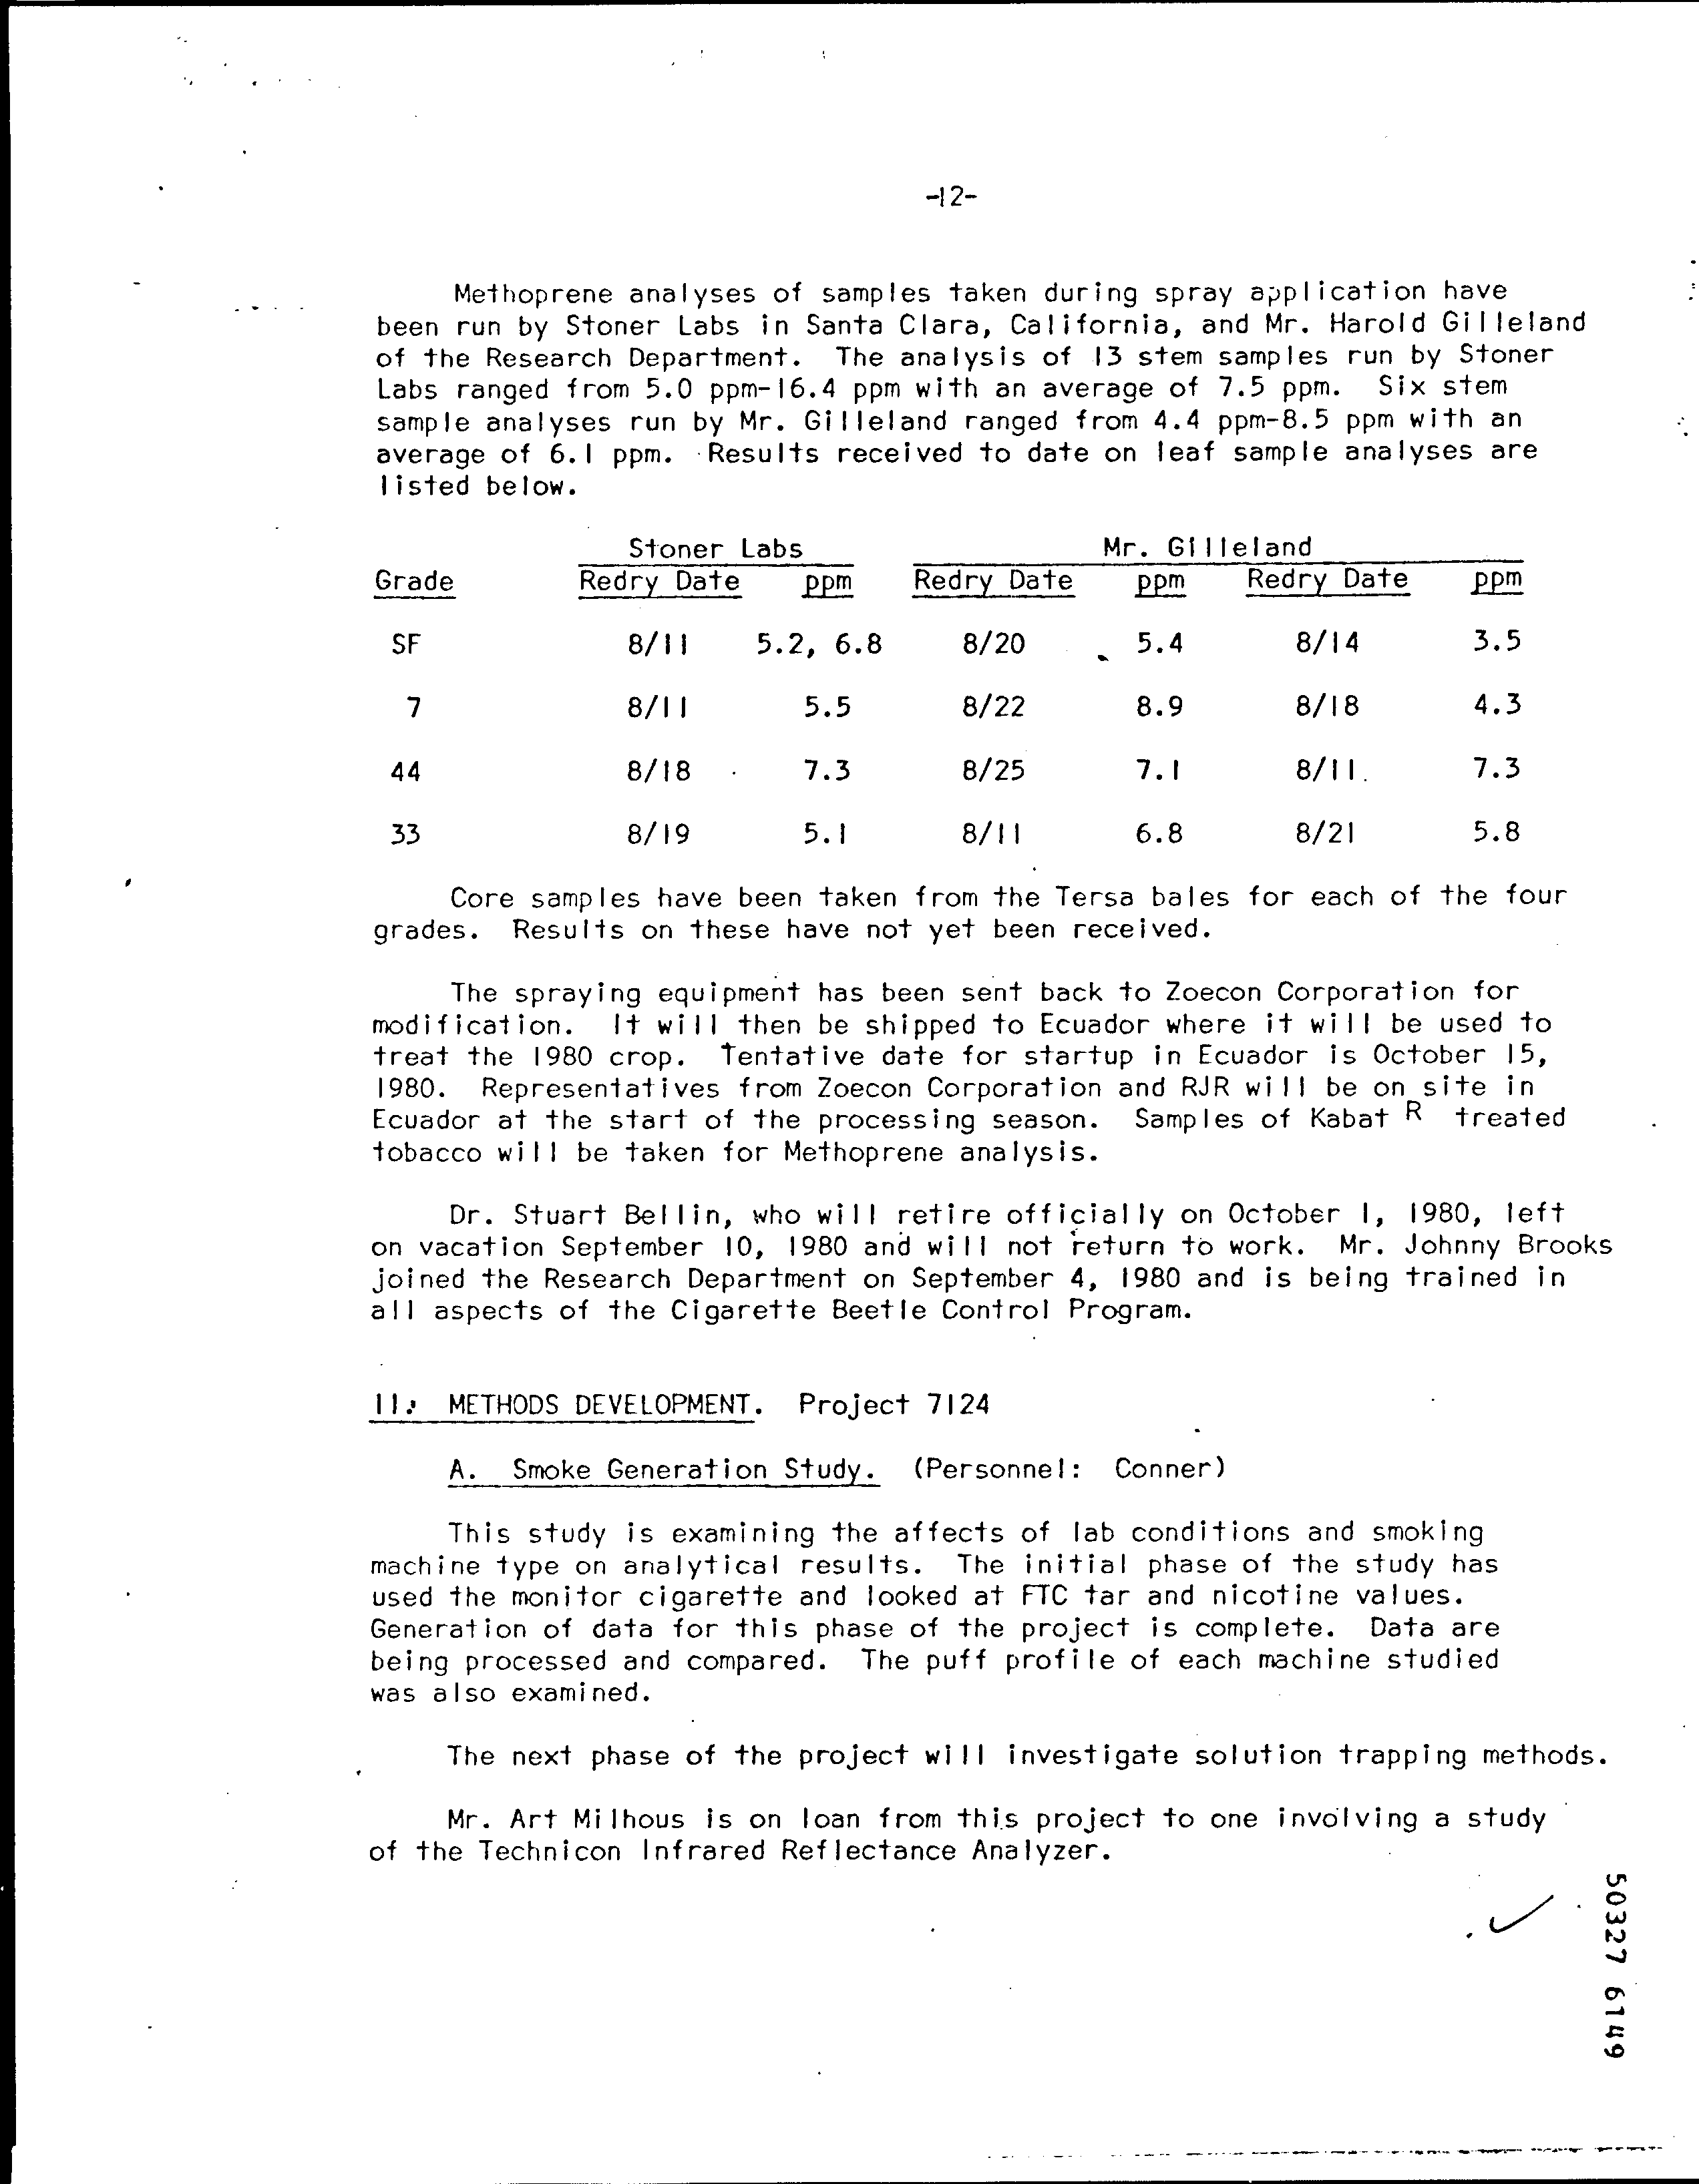 -12-
Methoprene analyses of samples taken during spray application have
been run by Stoner Labs in Santa Clara, California, and Mr. Harold Gilleland
of the Research Department. The analysis of 13 stem samples run by Stoner
Labs ranged from 5.0 ppm-16.4 ppm with an average of 7.5 ppm. Six stem
sample analyses run by Mr. Gilleland ranged from 4.4 ppm-8.5 ppm with an
average of 6.1 ppm. Results received to date on leaf sample analyses are
listed below.
Stoner Labs Mr. Gilleland
Grade Redry Date ppm Redry Date ppm Redry Date ppm
SF 8/11 5.2, 6.8 8/20 5.4 8/14 3.5
7 8/11 5.5 8/22 8.9 8/18 4.3
44 8/18 7.3 8/25 7.1 8/11 7.3
33 8/19 5.1 8/11 6.8 8/21 5.8
Core samples have been taken from the Tersa bales for each of the four
grades. Results on these have not yet been received.
The spraying equipment has been sent back to Zoecon Corporation for
modification. It will then be shipped to Ecuador where it will be used to
treat the 1980 crop. Tentative date for startup in Ecuador is October 15,
1980. Representatives from Zoecon Corporation and RJR will be on site in
Ecuador at the start of the processing season. Samples of Kabat R treated
tobacco will be taken for Methoprene analysis.
Dr. Stuart Bellin, who will retire officially on October 1, 1980, left
on vacation September 10, 1980 and will not return to work. Mr. Johnny Brooks
joined the Research Department on September 4, 1980 and is being trained in
all aspects of the Cigarette Beetle Control Program.
II. METHODS DEVELOPMENT. Project 7124
A. Smoke Generation Study. (Personnel: Conner)
This study is examining the affects of lab conditions and smoking
machine type on analytical results. The initial phase of the study has
used the monitor cigarette and looked at FTC tar and nicotine values.
Generation of data for this phase of the project is complete. Data are
being processed and compared. The puff profile of each machine studied
was also examined.
The next phase of the project will investigate solution trapping methods.
Mr. Art Milhous is on loan from this project to one involving a study
of the Technicon Infrared Reflectance Analyzer.
50327 6149